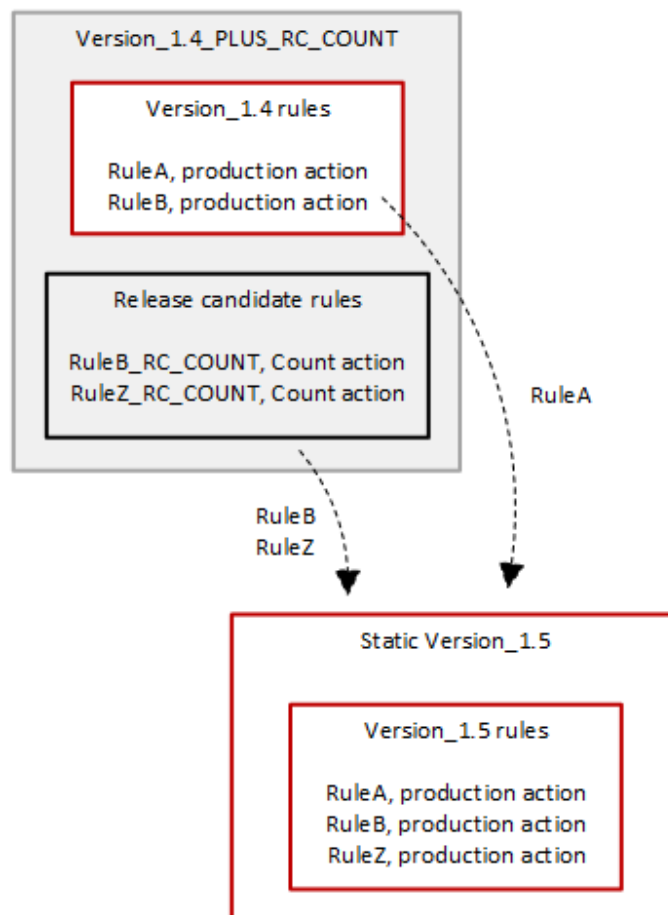 Version_1.4_PLUS_RC_COUNT
Version_1.4 rules
RuleA, production action
RuleB, production action
Release candidate rules
RuleB_RC_COUNT, Count action
RuleZ_RC_COUNT, Count action
RuleA
RuleB
RuleZ
Static Version_1.5
Version_1.5 rules
RuleA, production action
RuleB, production action
RuleZ, production action